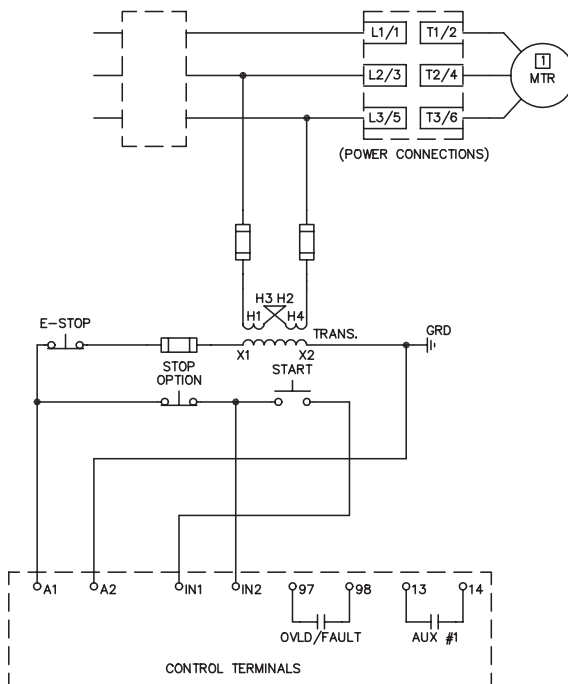 L1/1 T1/2
1
L2/3 T2/4 MTR
L3/5 T3/6
(POWER CONNECTIONS)
H3 H2
H1 H4
E-STOP TRANS. GRD
X1 X2
STOP
OPTION
START
A1 A2 IN1 IN2 97 98 13 14
OVLD/FAULT AUX #1
CONTROL TERMINALS